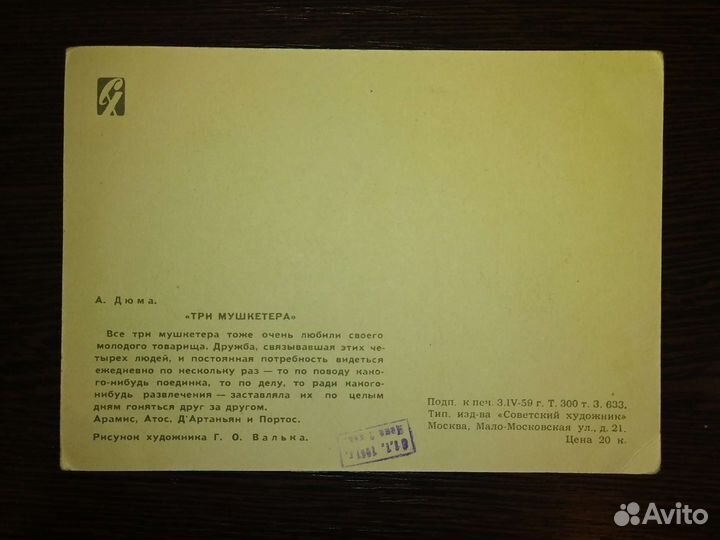 А. Дюма.
«ТРИ МУШКЕТЕРА»
Все три мушкетера тоже очень любили своего
молодого товарища. Дружба, связывавшая этих че-
тырех людей, и постоянная потребность видеться
ежедневно по нескольку раз — то по поводу како-
го-нибудь поединка, то по делу, то ради какого-
нибудь развлечения — заставляла их по целым
дням гоняться друг за другом.
Арамис, Атос, Д'Артаньян и Портос.
Рисунок художника Г. О. Валька.
Подп. к печ. 3.IV-59 г. Т. 300 т. З. 633.
Тип. изд-ва «Советский художник»
Москва, Мало-Московская ул., д. 21.
Цена 20 к.
Avito